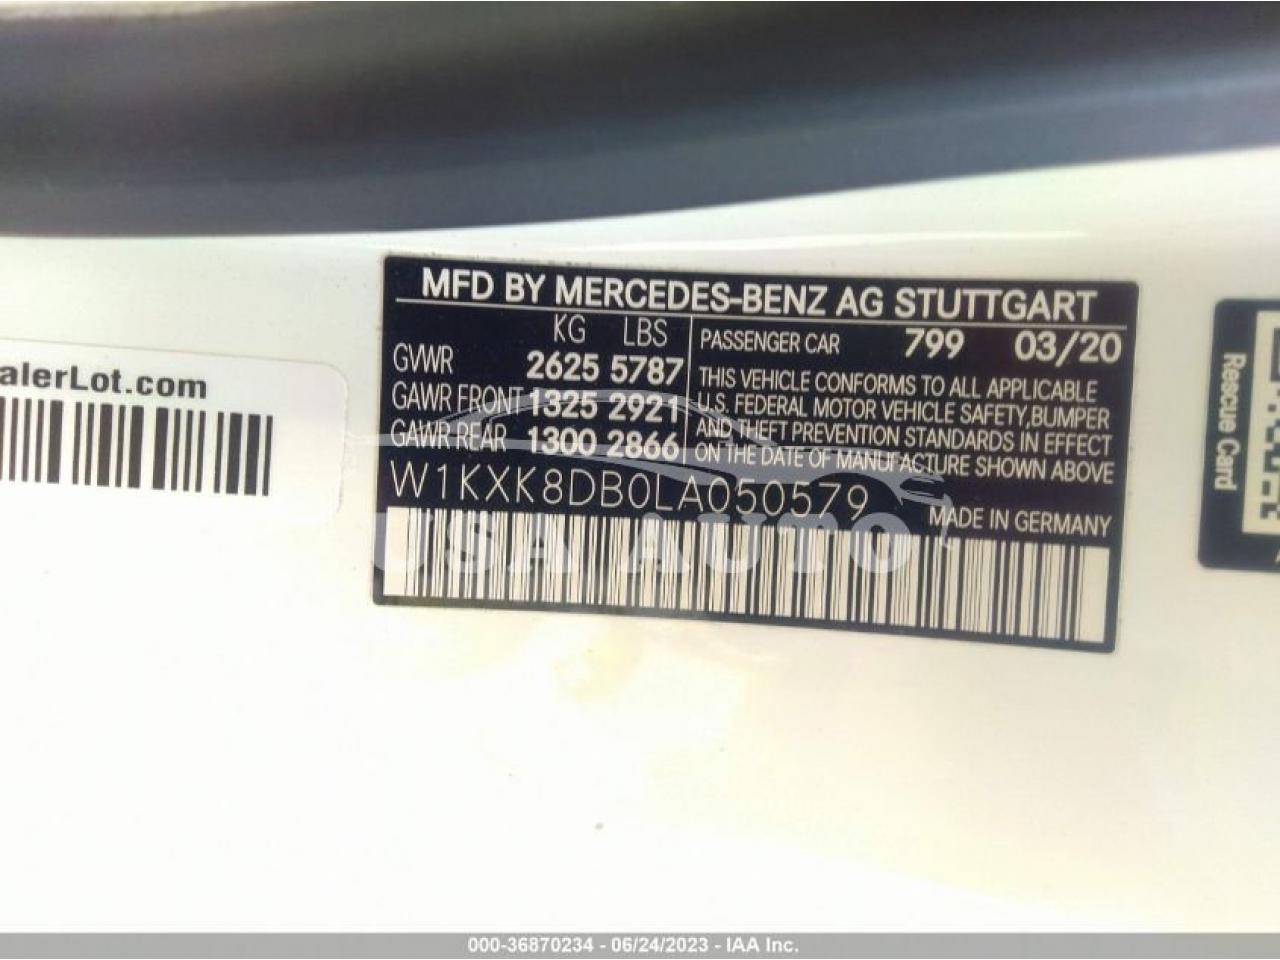 MFD BY MERCEDES-BENZ AG STUTTGART
KG LBS
GVWR 2625 5787
GAWR FRONT 1325 2921
GAWR REAR 1300 2866
PASSENGER CAR 799 03/20
THIS VEHICLE CONFORMS TO ALL APPLICABLE
U.S. FEDERAL MOTOR VEHICLE SAFETY, BUMPER
AND THEFT PREVENTION STANDARDS IN EFFECT
ON THE DATE OF MANUFACTURE SHOWN ABOVE
W1KXK8DB0LA050579
MADE IN GERMANY
USA AUTO
alerLot.com
Rescue Card
000-36870234 - 06/24/2023 - IAA Inc.